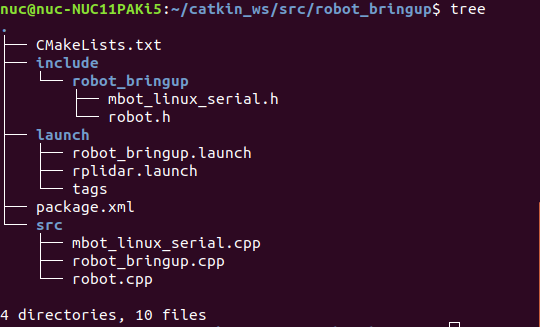 nuc@nuc-NUC11PAKi5:~/catkin_ws/src/robot_bringup$ tree
.
├── CMakeLists.txt
├── include
│   └── robot_bringup
│       ├── mbot_linux_serial.h
│       └── robot.h
├── launch
│   ├── robot_bringup.launch
│   ├── rplidar.launch
│   └── tags
├── package.xml
└── src
    ├── mbot_linux_serial.cpp
    ├── robot_bringup.cpp
    └── robot.cpp

4 directories, 10 files